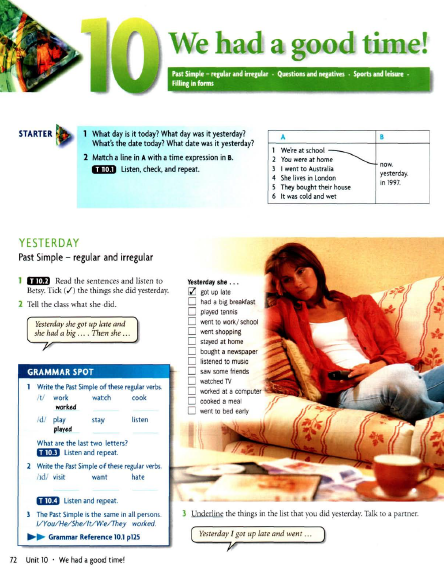 10
We had a good time!
Past Simple – regular and irregular · Questions and negatives · Sports and leisure ·
Filling in forms
STARTER
1 What day is it today? What day was it yesterday?
What's the date today? What date was it yesterday?
2 Match a line in A with a time expression in B.
T 10.1 Listen, check, and repeat.
A
B
1 We're at school
2 You were at home
3 I went to Australia
4 She lives in London
5 They bought their house
6 It was cold and wet
now.
yesterday.
in 1997.
YESTERDAY
Past Simple – regular and irregular
1 T 10.2 Read the sentences and listen to
Betsy. Tick (✓) the things she did yesterday.
2 Tell the class what she did.
Yesterday she got up late and
she had a big … . Then she …
Yesterday she …
✓ got up late
had a big breakfast
played tennis
went to work/school
went shopping
stayed at home
bought a newspaper
listened to music
saw some friends
watched TV
worked at a computer
cooked a meal
went to bed early
GRAMMAR SPOT
1 Write the Past Simple of these regular verbs.
/t/ work watch cook
worked
/d/ play stay listen
played
What are the last two letters?
T 10.3 Listen and repeat.
2 Write the Past Simple of these regular verbs.
/ɪd/ visit want hate
T 10.4 Listen and repeat.
3 The Past Simple is the same in all persons.
I/You/He/She/It/We/They worked.
Grammar Reference 10.1 p125
3 Underline the things in the list that you did yesterday. Talk to a partner.
Yesterday I got up late and went …
72 Unit 10 · We had a good time!